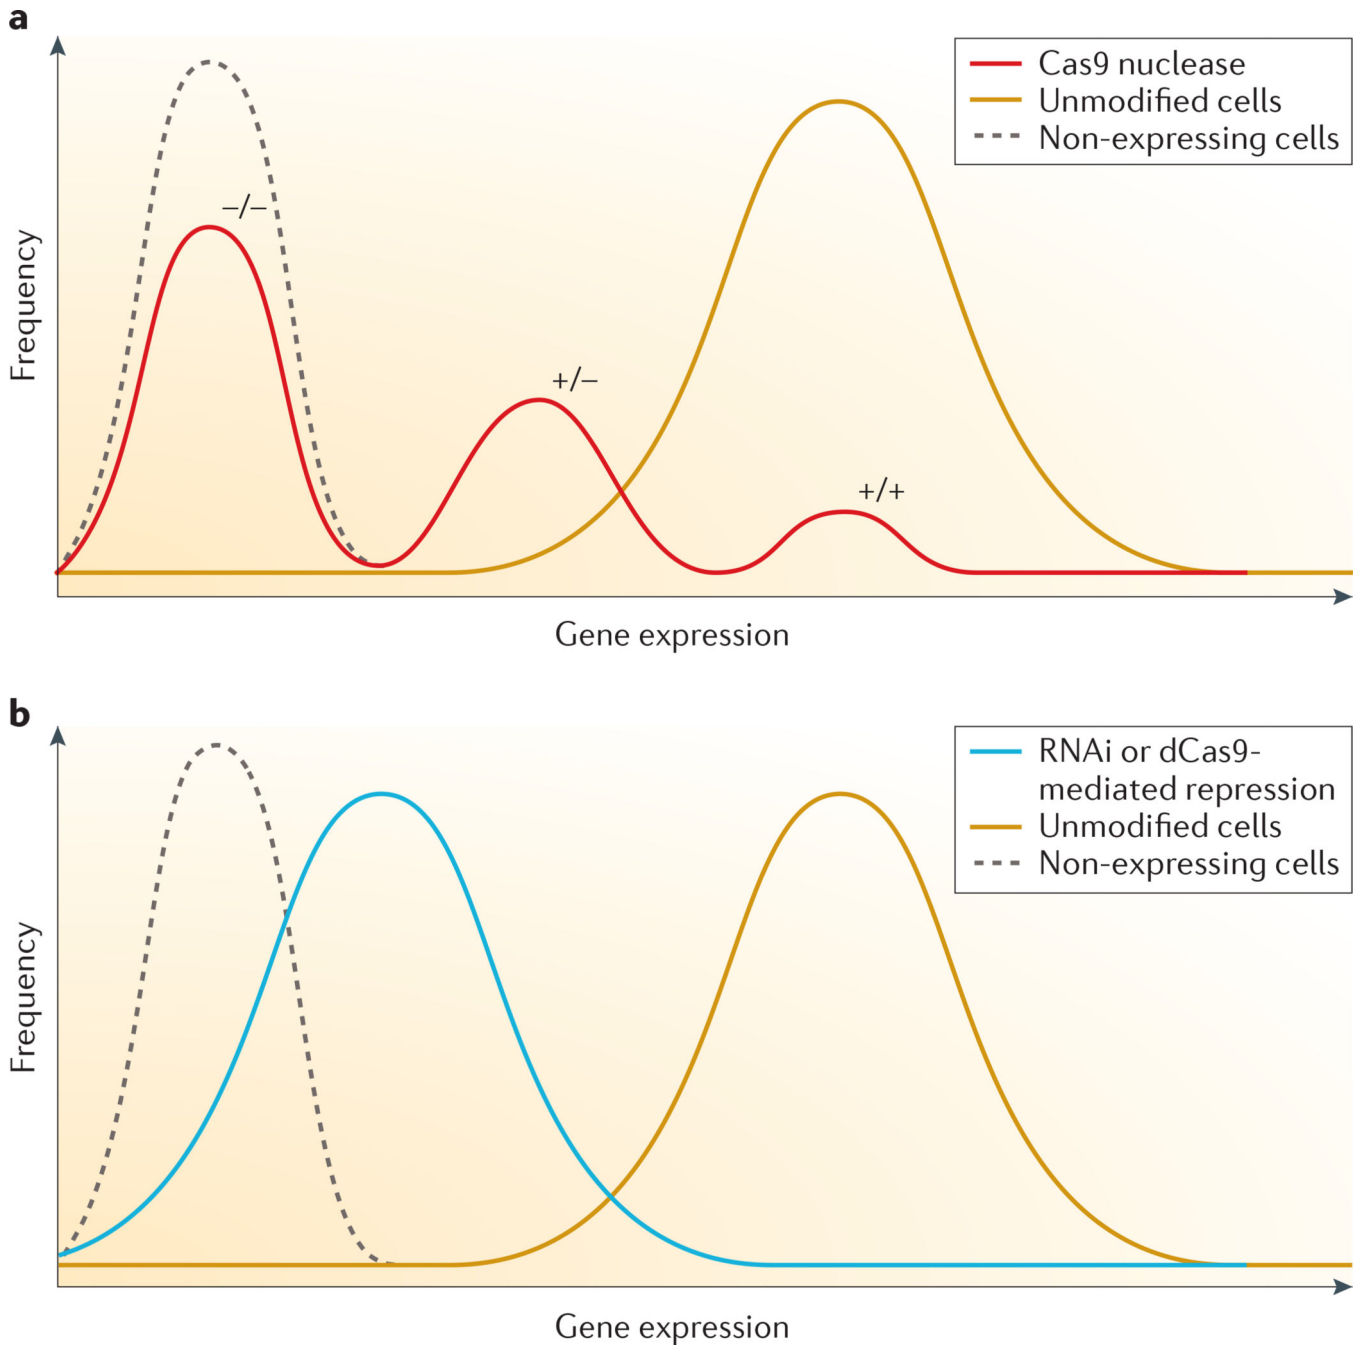 a
Cas9 nuclease
Unmodified cells
Non-expressing cells
–/–
+/–
+/+
Frequency
Gene expression
b
RNAi or dCas9-
mediated repression
Unmodified cells
Non-expressing cells
Frequency
Gene expression